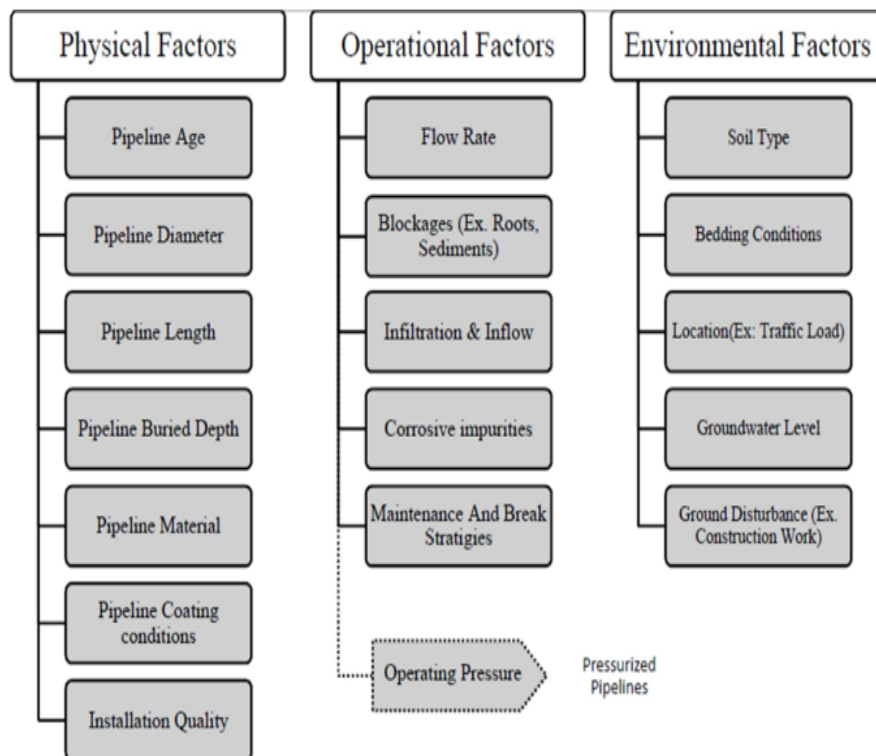 Physical Factors
Pipeline Age
Pipeline Diameter
Pipeline Length
Pipeline Buried Depth
Pipeline Material
Pipeline Coating
conditions
Installation Quality
Operational Factors
Flow Rate
Blockages (Ex. Roots,
Sediments)
Infiltration & Inflow
Corrosive impurities
Maintenance And Break
Stratigies
Operating Pressure
Pressurized
Pipelines
Environmental Factors
Soil Type
Bedding Conditions
Location(Ex: Traffic Load)
Groundwater Level
Ground Disturbance (Ex.
Construction Work)